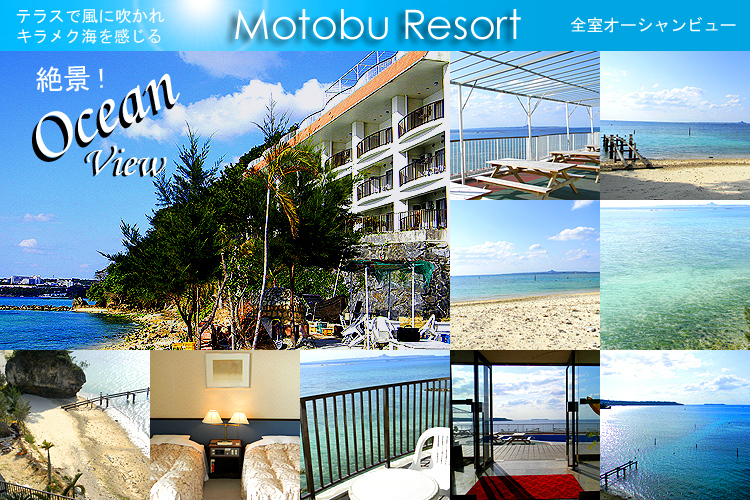 テラスで風に吹かれ
キラメク海を感じる
Motobu Resort
全室オーシャンビュー
絶景！
Ocean
View